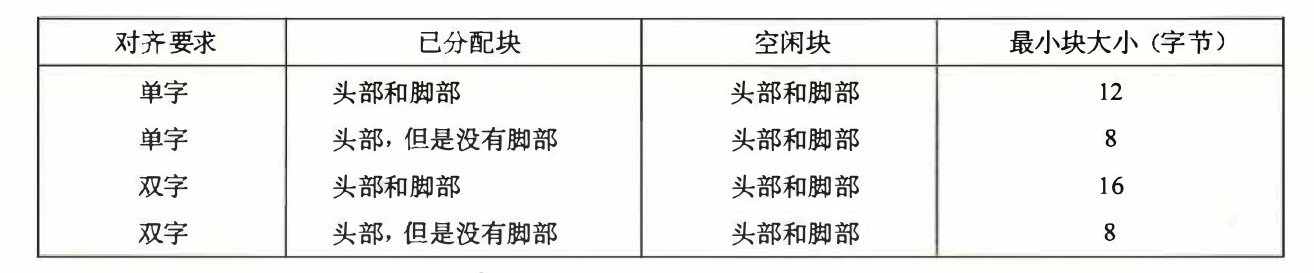 对齐要求 已分配块 空闲块 最小块大小（字节）
单字 头部和脚部 头部和脚部 12
单字 头部，但是没有脚部 头部和脚部 8
双字 头部和脚部 头部和脚部 16
双字 头部，但是没有脚部 头部和脚部 8